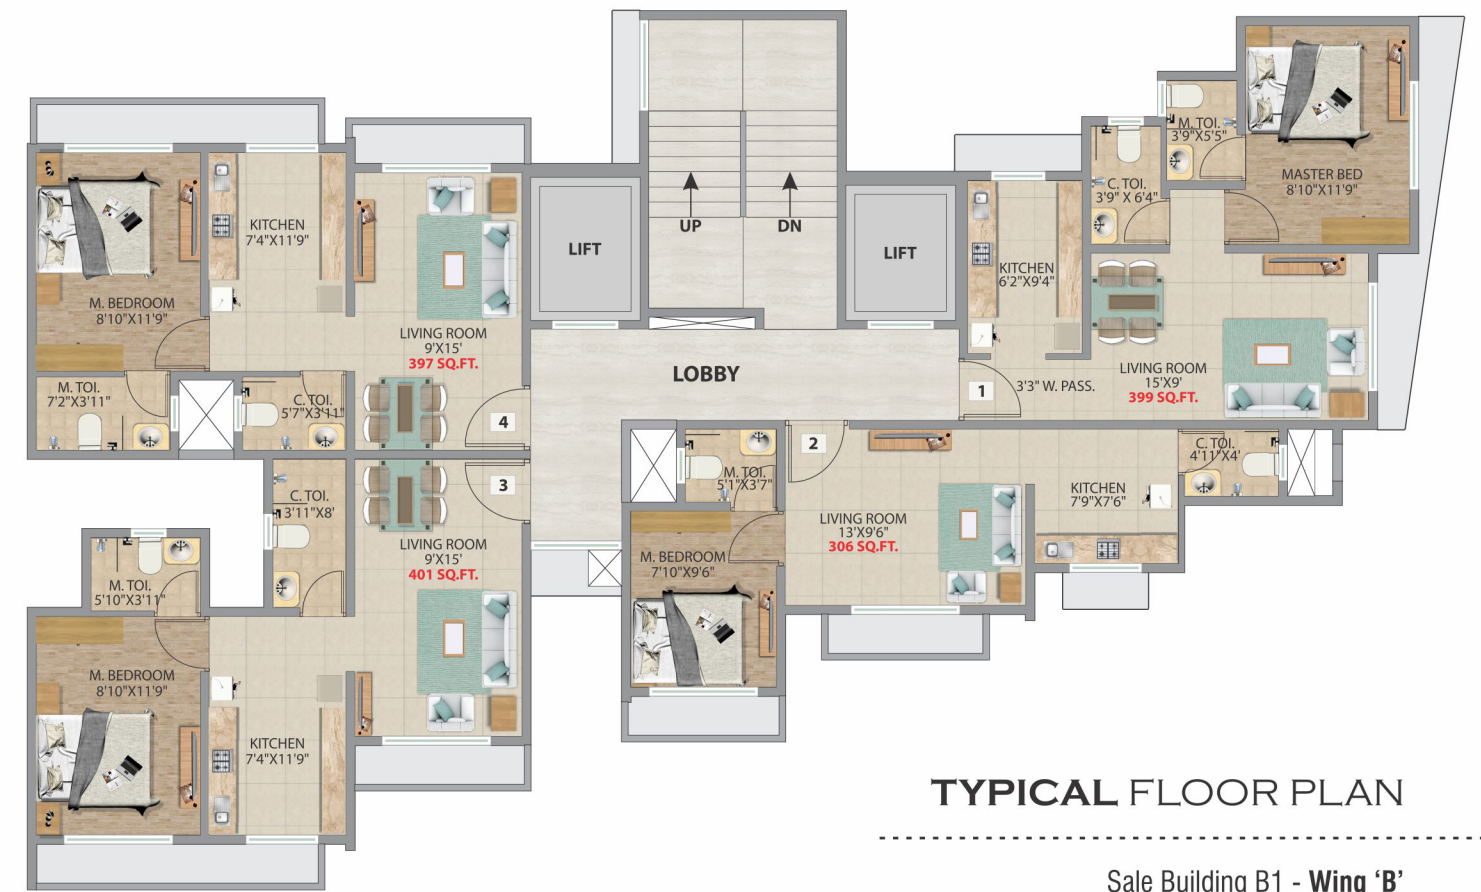 M. BEDROOM
8'10"X11'9"
KITCHEN
7'4"X11'9"
LIVING ROOM
9'X15'
397 SQ.FT.
M. TOI.
7'2"X3'11"
C. TOI.
5'7"X3'11"
4
LIFT
UP
DN
LIFT
LOBBY
KITCHEN
6'2"X9'4"
C. TOI.
3'9" X 6'4"
M. TOI.
3'9"X5'5"
MASTER BED
8'10"X11'9"
1
3'3" W. PASS.
LIVING ROOM
15'X9'
399 SQ.FT.
3
C. TOI.
3'11"X8'
LIVING ROOM
9'X15'
401 SQ.FT.
M. TOI.
5'10"X3'11"
M. BEDROOM
8'10"X11'9"
KITCHEN
7'4"X11'9"
2
M. TOI.
5'1"X3'7"
M. BEDROOM
7'10"X9'6"
LIVING ROOM
13'X9'6"
306 SQ.FT.
KITCHEN
7'9"X7'6"
C. TOI.
4'11"X4'
TYPICAL FLOOR PLAN
Sale Building B1 - Wing ‘B’